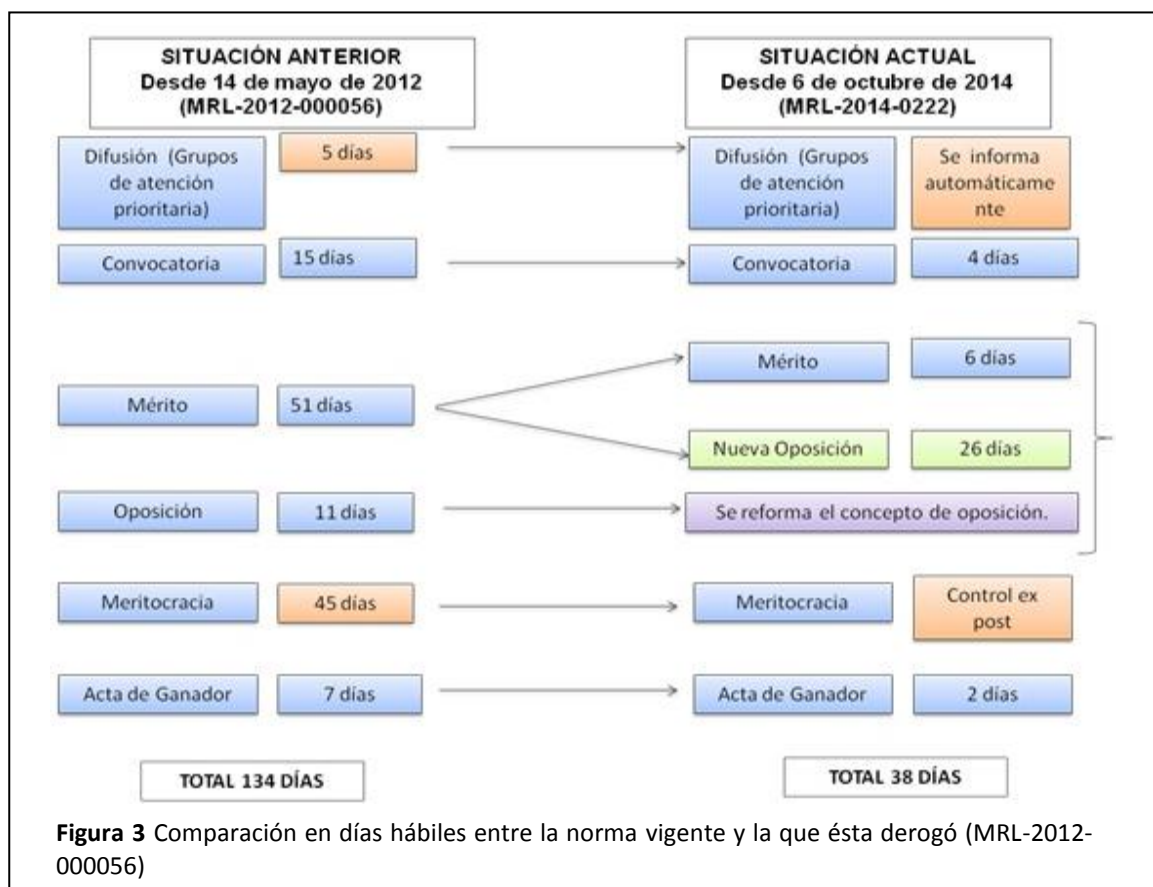 SITUACIÓN ANTERIOR
Desde 14 de mayo de 2012
(MRL-2012-000056)
SITUACIÓN ACTUAL
Desde 6 de octubre de 2014
(MRL-2014-0222)
Difusión (Grupos
de atención
prioritaria)
5 días
Difusión (Grupos
de atención
prioritaria)
Se informa
automáticame
nte
Convocatoria
15 días
Convocatoria
4 días
Mérito
51 días
Mérito
6 días
Nueva Oposición
26 días
Oposición
11 días
Se reforma el concepto de oposición.
Meritocracia
45 días
Meritocracia
Control ex
post
Acta de Ganador
7 días
Acta de Ganador
2 días
TOTAL 134 DÍAS
TOTAL 38 DÍAS
Figura 3 Comparación en días hábiles entre la norma vigente y la que ésta derogó (MRL-2012-
000056)